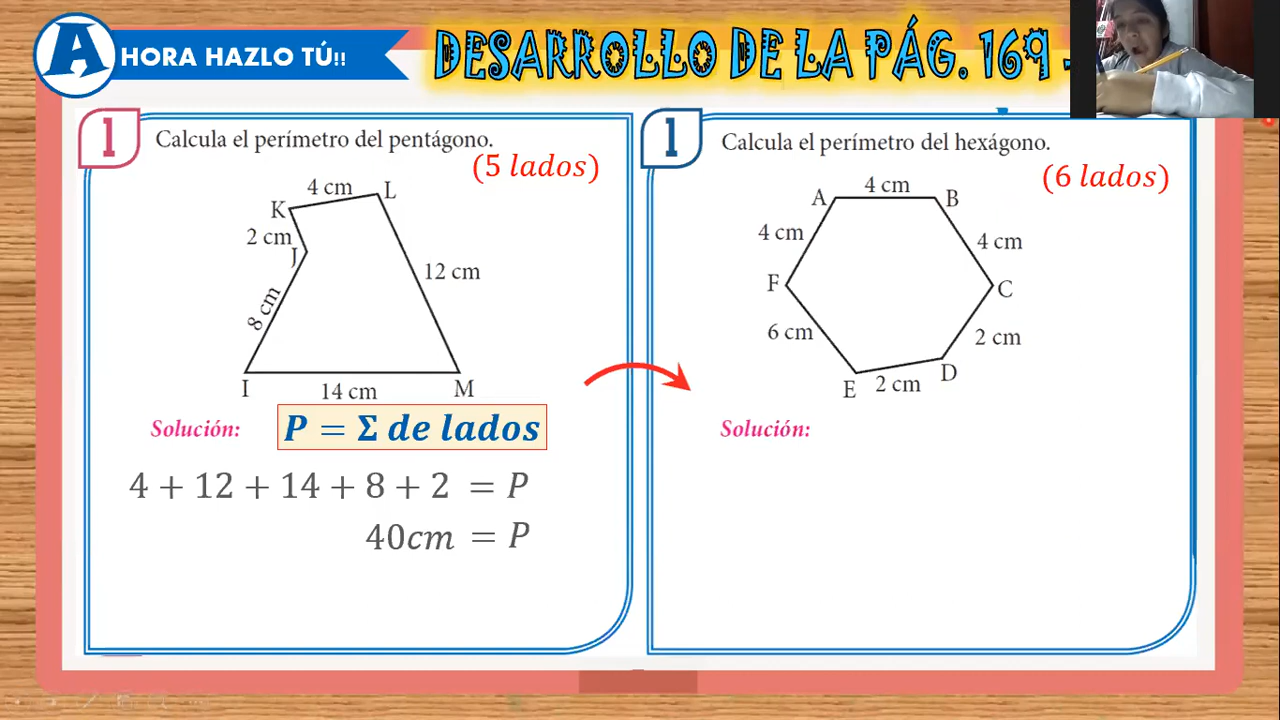 AHORA HAZLO TÚ!!
DESARROLLO DE LA PÁG. 169 -
1
Calcula el perímetro del pentágono.
(5 lados)
4 cm
K
L
2 cm
J
12 cm
8 cm
I
14 cm
M
Solución:
P = Σ de lados
4 + 12 + 14 + 8 + 2 = P
40cm = P
1
Calcula el perímetro del hexágono.
(6 lados)
4 cm
A
B
4 cm
4 cm
F
C
6 cm
2 cm
E
2 cm
D
Solución: